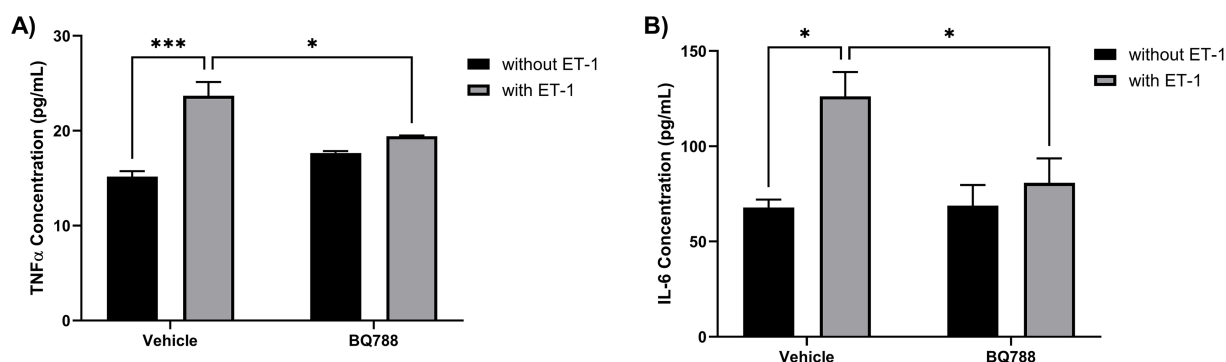 A)
TNFα Concentration (pg/mL)
30
20
10
0
***
*
without ET-1
with ET-1
Vehicle
BQ788
B)
IL-6 Concentration (pg/mL)
150
100
50
0
*
*
without ET-1
with ET-1
Vehicle
BQ788